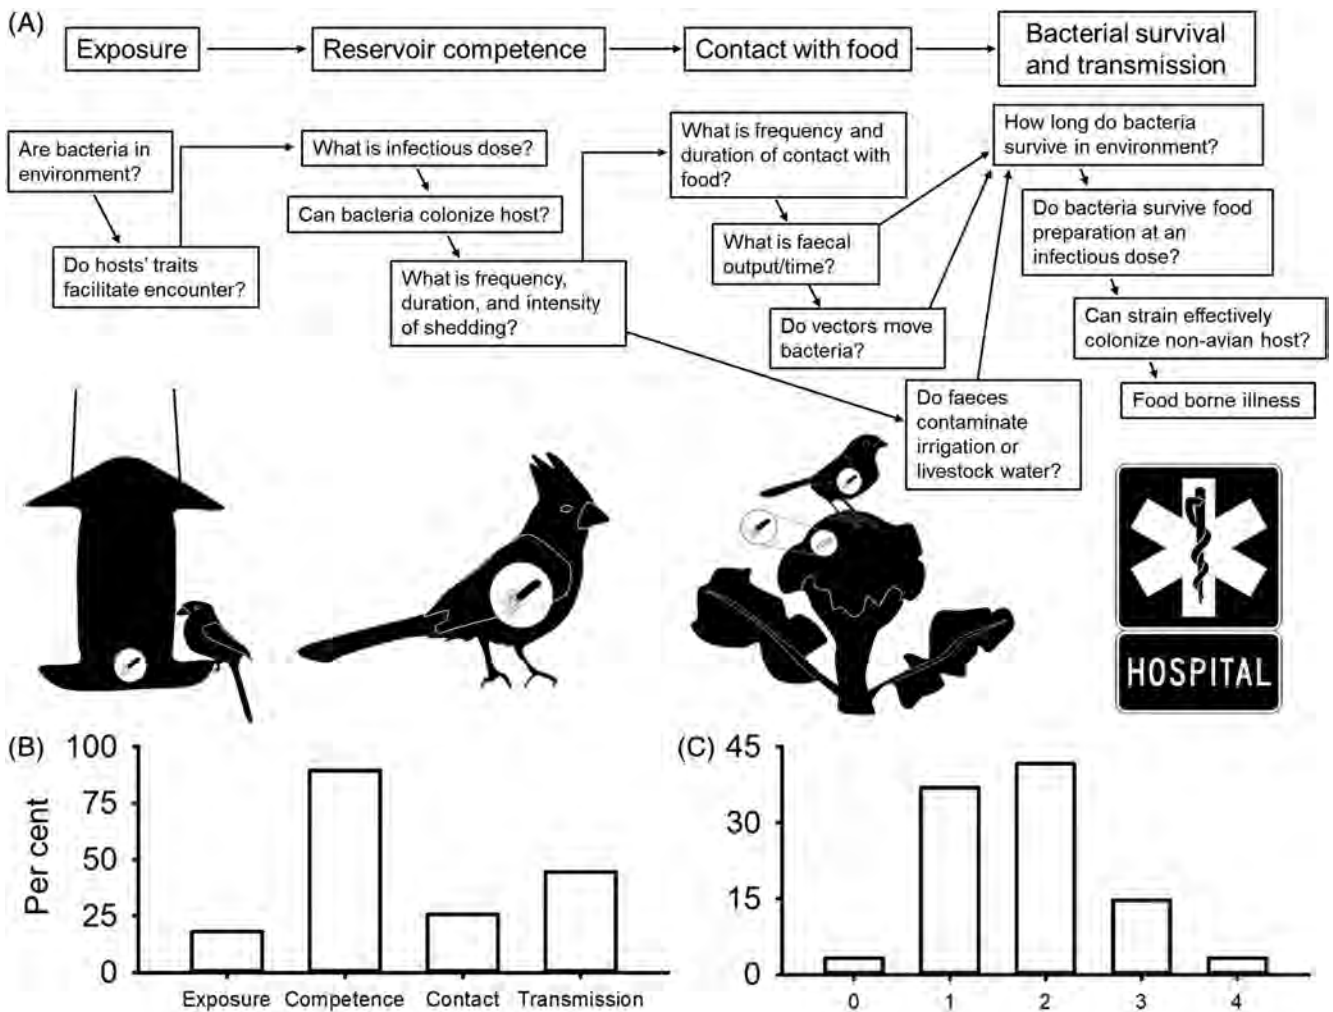 (A)
Exposure
Reservoir competence
Contact with food
Bacterial survival
and transmission
Are bacteria in
environment?
Do hosts' traits
facilitate encounter?
What is infectious dose?
Can bacteria colonize host?
What is frequency,
duration, and intensity
of shedding?
What is frequency and
duration of contact with
food?
What is faecal
output/time?
Do vectors move
bacteria?
Do faeces
contaminate
irrigation or
livestock water?
How long do bacteria
survive in environment?
Do bacteria survive food
preparation at an
infectious dose?
Can strain effectively
colonize non-avian host?
Food borne illness
HOSPITAL
(B)
Per cent
100
75
50
25
0
Exposure Competence Contact Transmission
(C)
45
30
15
0
0 1 2 3 4